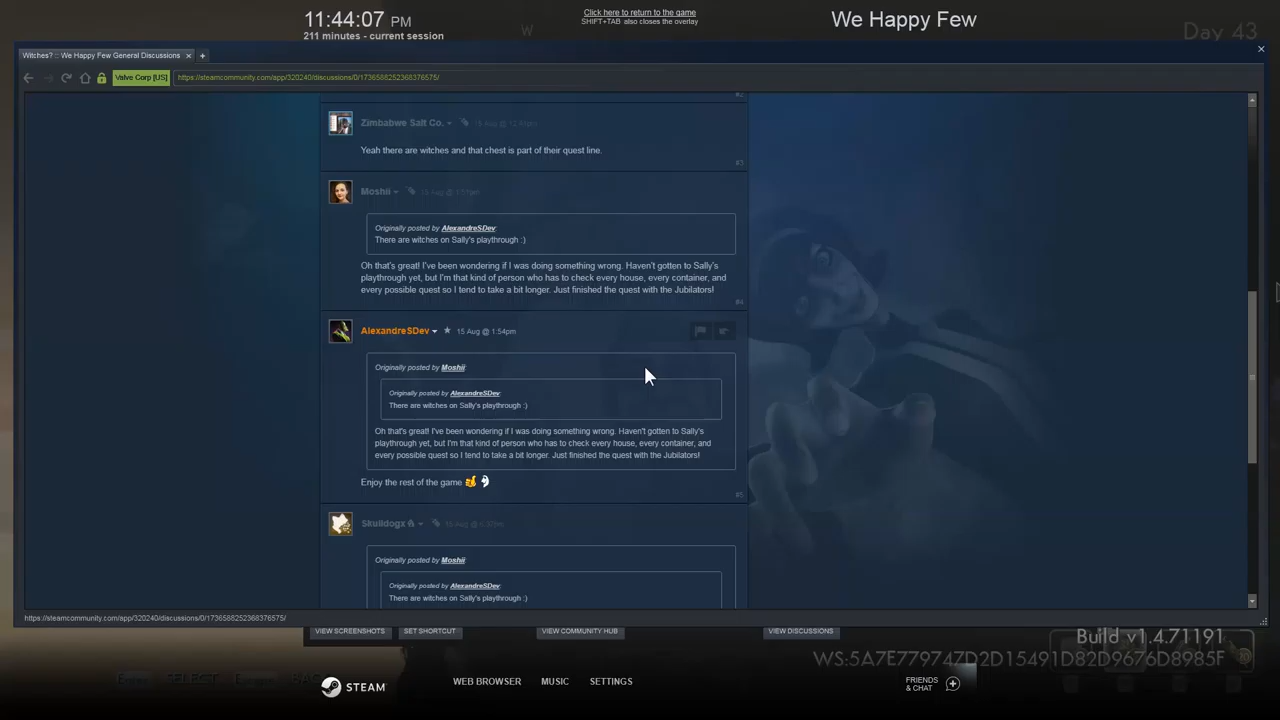 11:44:07 PM
211 minutes - current session
Click here to return to the game
SHIFT+TAB also closes the overlay
We Happy Few
Day 43
Witches? :: We Happy Few General Discussions
Valve Corp [US]
https://steamcommunity.com/app/320240/discussions/0/1736588252368376575/
#2
Zimbabwe Salt Co.
15 Aug @ 12:41pm
Yeah there are witches and that chest is part of their quest line.
#3
Moshii
Originally posted by AlexandreSDev:
There are witches on Sally's playthrough :)
Oh that's great! I've been wondering if I was doing something wrong. Haven't gotten to Sally's
playthrough yet, but I'm that kind of person who has to check every house, every container, and
every possible quest so I tend to take a bit longer. Just finished the quest with the Jubilators!
#4
AlexandreSDev
15 Aug @ 1:54pm
Originally posted by Moshii:
Originally posted by AlexandreSDev:
There are witches on Sally's playthrough :)
Oh that's great! I've been wondering if I was doing something wrong. Haven't gotten to Sally's
playthrough yet, but I'm that kind of person who has to check every house, every container, and
every possible quest so I tend to take a bit longer. Just finished the quest with the Jubilators!
Enjoy the rest of the game
#5
Skulldogx
Originally posted by Moshii:
Originally posted by AlexandreSDev:
There are witches on Sally's playthrough :)
https://steamcommunity.com/app/320240/discussions/0/1736588252368376575/
VIEW SCREENSHOTS
SET SHORTCUT
VIEW COMMUNITY HUB
VIEW DISCUSSIONS
Build v1.4.71191
WS:5A7E77974ZD2D15491D82D9676D8985F
STEAM
WEB BROWSER
MUSIC
SETTINGS
FRIENDS
& CHAT
SELECT